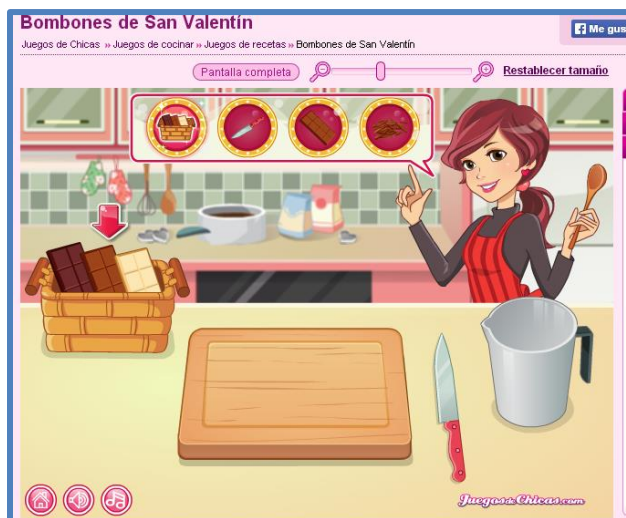 Bombones de San Valentín
Me gus
Juegos de Chicas » Juegos de cocinar » Juegos de recetas » Bombones de San Valentín
Pantalla completa
Restablecer tamaño
JuegosdeChicas.com